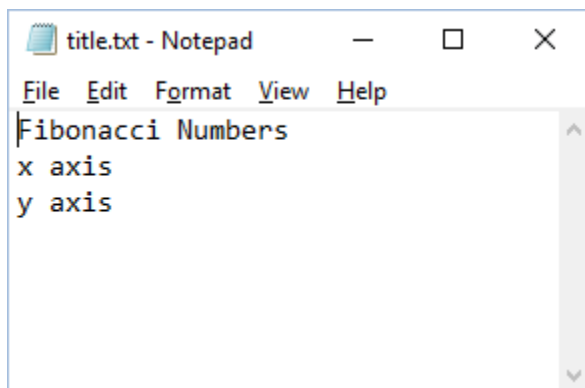 title.txt - Notepad
File Edit Format View Help
Fibonacci Numbers
x axis
y axis